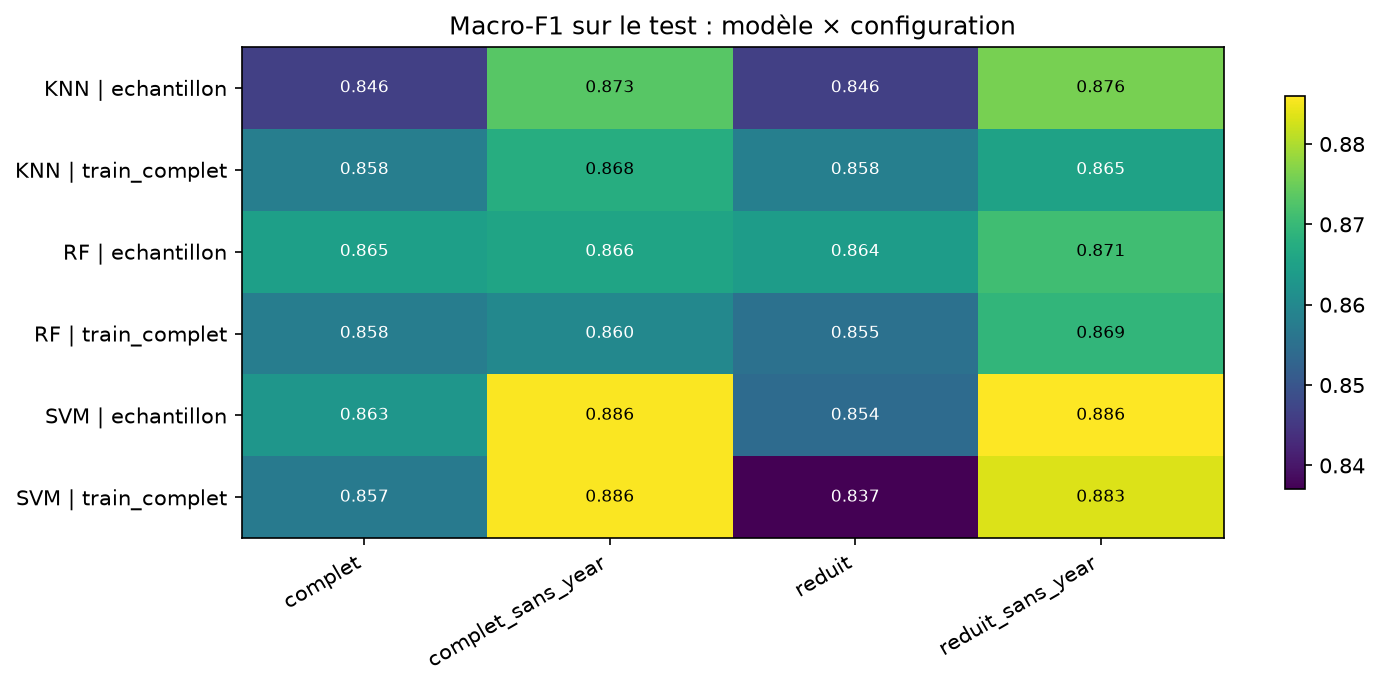 Macro-F1 sur le test : modèle × configuration
KNN | echantillon 0.846 0.873 0.846 0.876
KNN | train_complet 0.858 0.868 0.858 0.865
RF | echantillon 0.865 0.866 0.864 0.871
RF | train_complet 0.858 0.860 0.855 0.869
SVM | echantillon 0.863 0.886 0.854 0.886
SVM | train_complet 0.857 0.886 0.837 0.883
complet complet_sans_year reduit reduit_sans_year
0.88
0.87
0.86
0.85
0.84